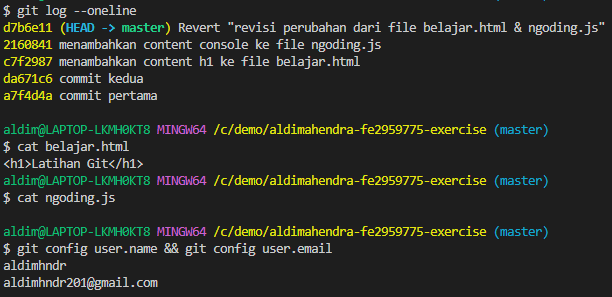 $ git log --oneline
d7b6e11 (HEAD -> master) Revert "revisi perubahan dari file belajar.html & ngoding.js"
2160841 menambahkan content console ke file ngoding.js
c7f2987 menambahkan content h1 ke file belajar.html
da671c6 commit kedua
a7f4d4a commit pertama
aldim@LAPTOP-LKMH0KT8 MINGW64 /c/demo/aldimahendra-fe2959775-exercise (master)
$ cat belajar.html
<h1>Latihan Git</h1>
aldim@LAPTOP-LKMH0KT8 MINGW64 /c/demo/aldimahendra-fe2959775-exercise (master)
$ cat ngoding.js
aldim@LAPTOP-LKMH0KT8 MINGW64 /c/demo/aldimahendra-fe2959775-exercise (master)
$ git config user.name && git config user.email
aldimhndr
aldimhndr201@gmail.com